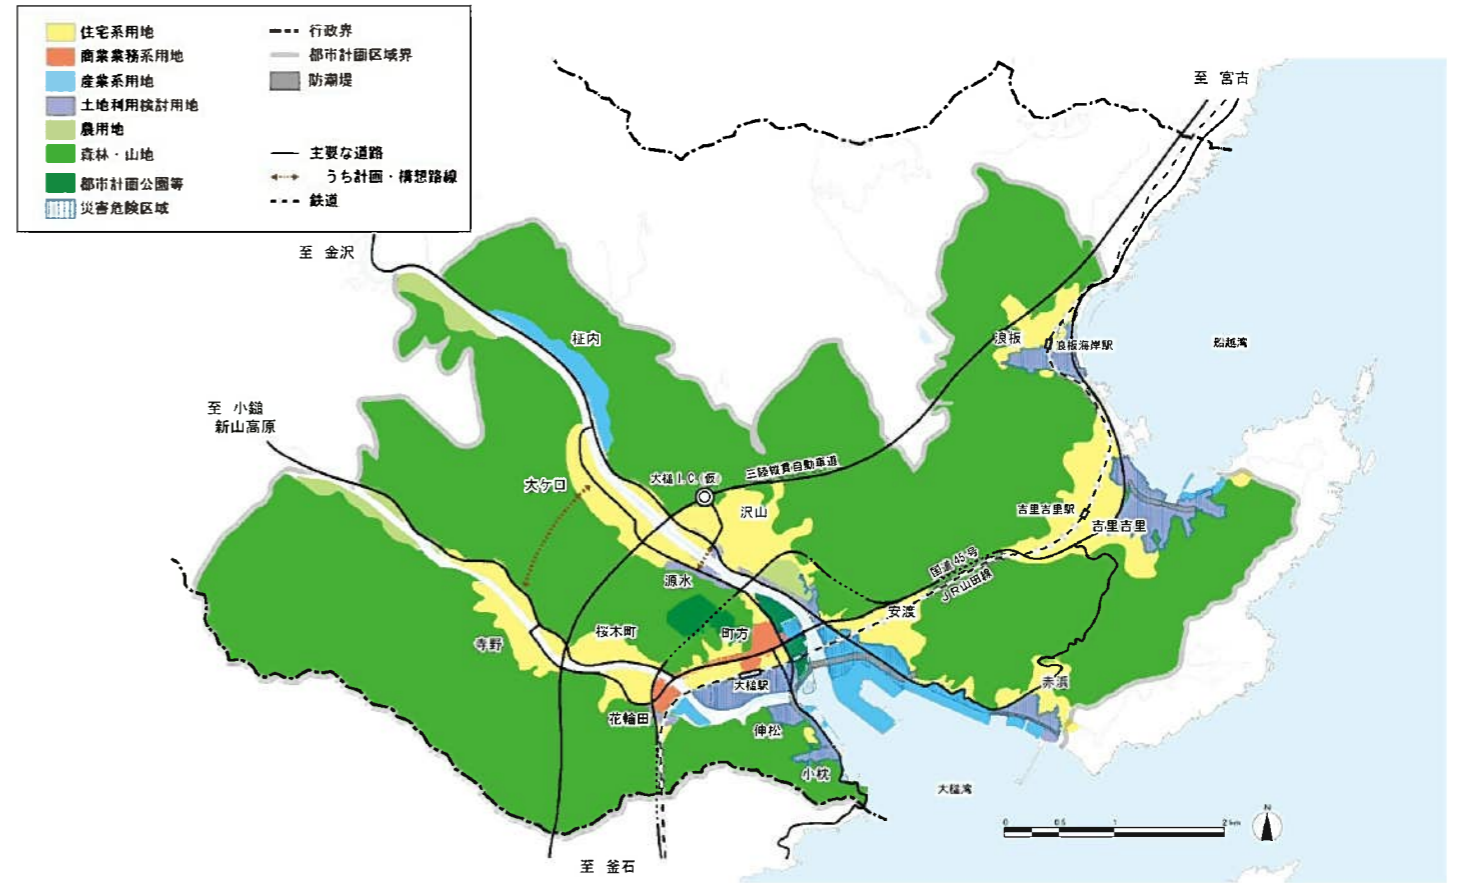 住宅系用地
商業業務系用地
産業系用地
土地利用検討用地
農用地
森林・山地
都市計画公園等
災害危険区域
行政界
都市計画区域界
防潮堤
主要な道路
うち計画・構想路線
鉄道
至 宮古
至 金沢
柾内
浪板
浪板海岸駅
船越湾
至 小鎚
新山高原
大ケ口
大槌I.C.(仮)
三陸縦貫自動車道
沢山
吉里吉里駅
吉里吉里
国道45号
JR山田線
源水
安渡
桜木町
町方
寺野
大槌駅
赤浜
花輪田
伸松
小枕
大槌湾
至 釜石
0 0.5 1 2 km
N